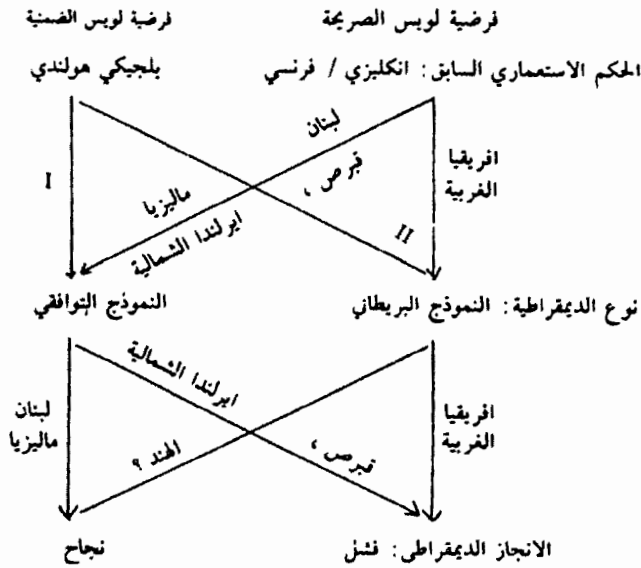 فرضية لويس الصريحة
فرضية لويس الضمنية
الحكم الاستعماري السابق: انكليزي / فرنسي
بلجيكي هولندي
لبنان
قبرص ،
ماليزيا
ايرلندا الشمالية
افريقيا
الغربية
I
II
نوع الديمقراطية: النموذج البريطاني
النموذج التوافقي
ايرلندا الشمالية
قبرص ،
الهند ؟
افريقيا
الغربية
لبنان
ماليزيا
الانجاز الديمقراطي: فشل
نجاح